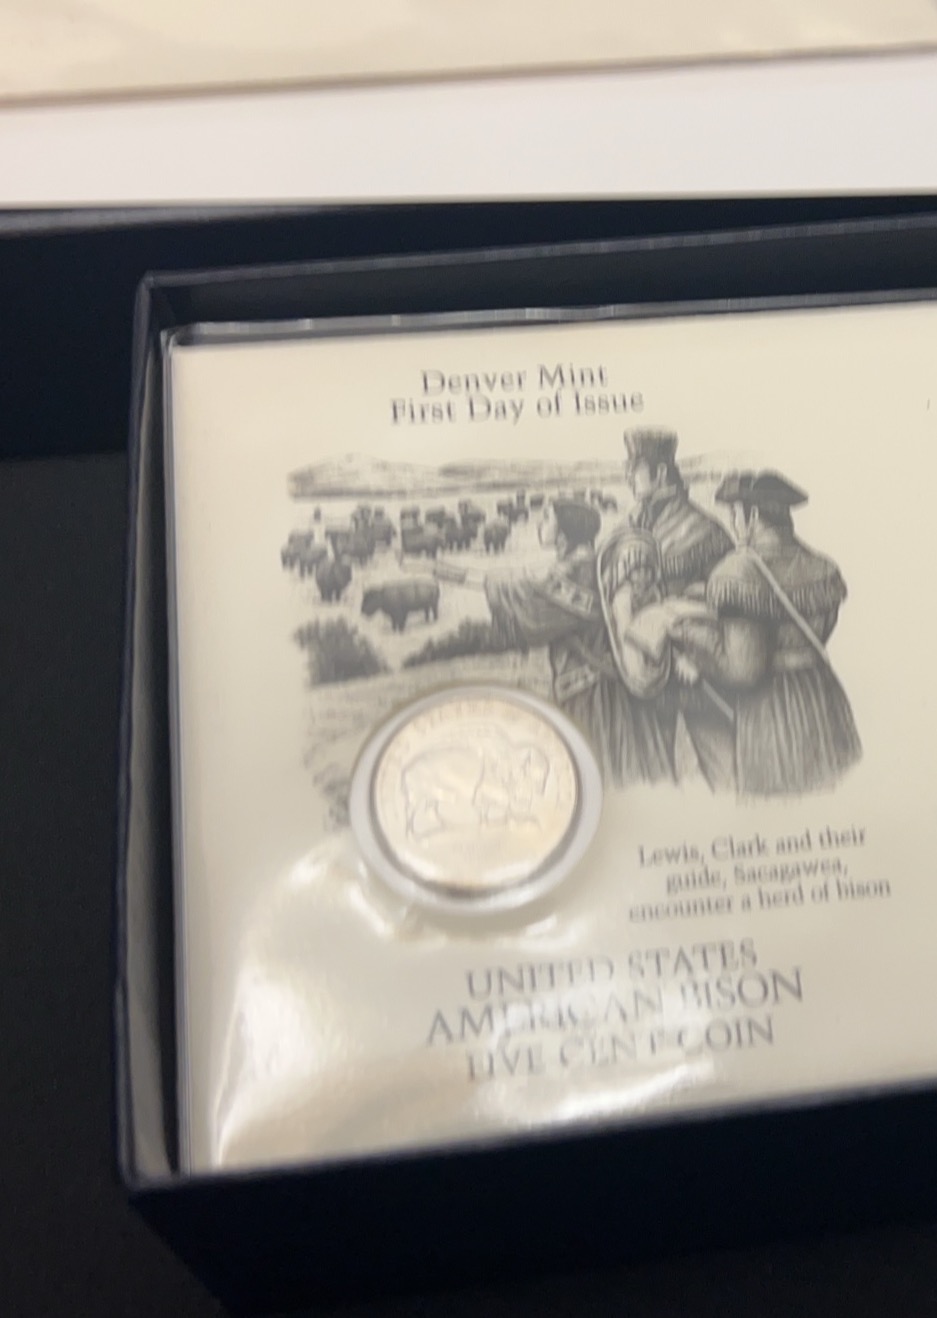 Denver Mint
First Day of Issue
Lewis, Clark and their
guide, Sacagawea,
encounter a herd of bison
UNITED STATES
AMERICAN BISON
FIVE CENT COIN